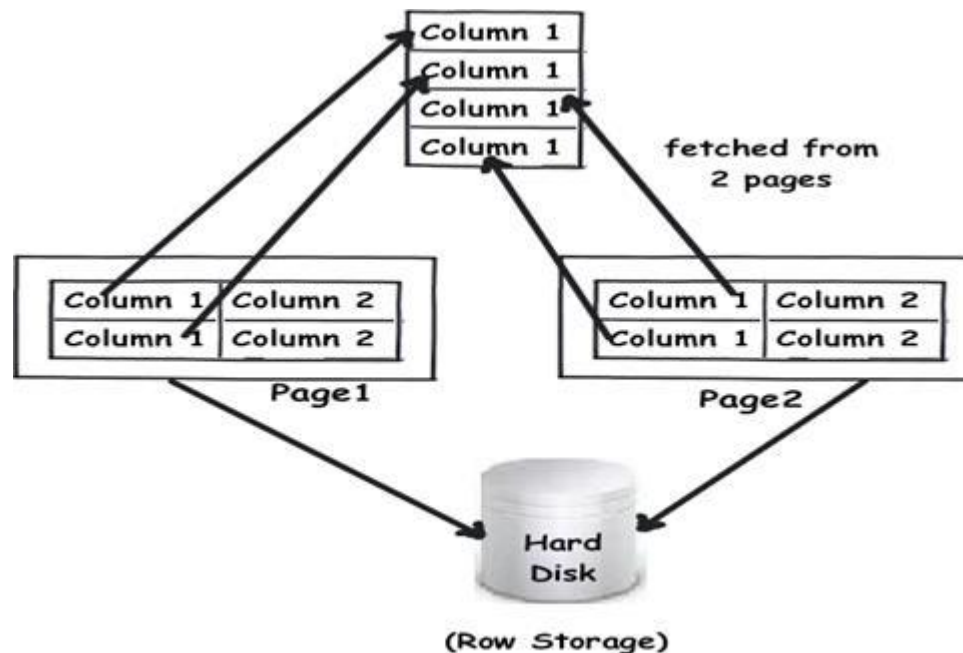 Column 1
Column 1
Column 1
Column 1
fetched from
2 pages
Column 1 Column 2
Column 1 Column 2
Page1
Column 1 Column 2
Column 1 Column 2
Page2
Hard
Disk
(Row Storage)